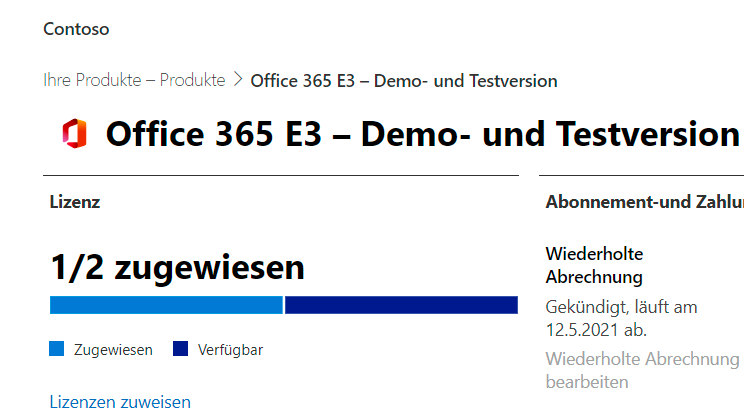 Contoso
Ihre Produkte – Produkte > Office 365 E3 – Demo- und Testversion
Office 365 E3 – Demo- und Testversion
Lizenz
1/2 zugewiesen
Zugewiesen Verfügbar
Lizenzen zuweisen
Abonnement-und
Wiederholte
Abrechnung
Gekündigt, läuft am
12.5.2021 ab.
Wiederholte Abrechnung
bearbeiten